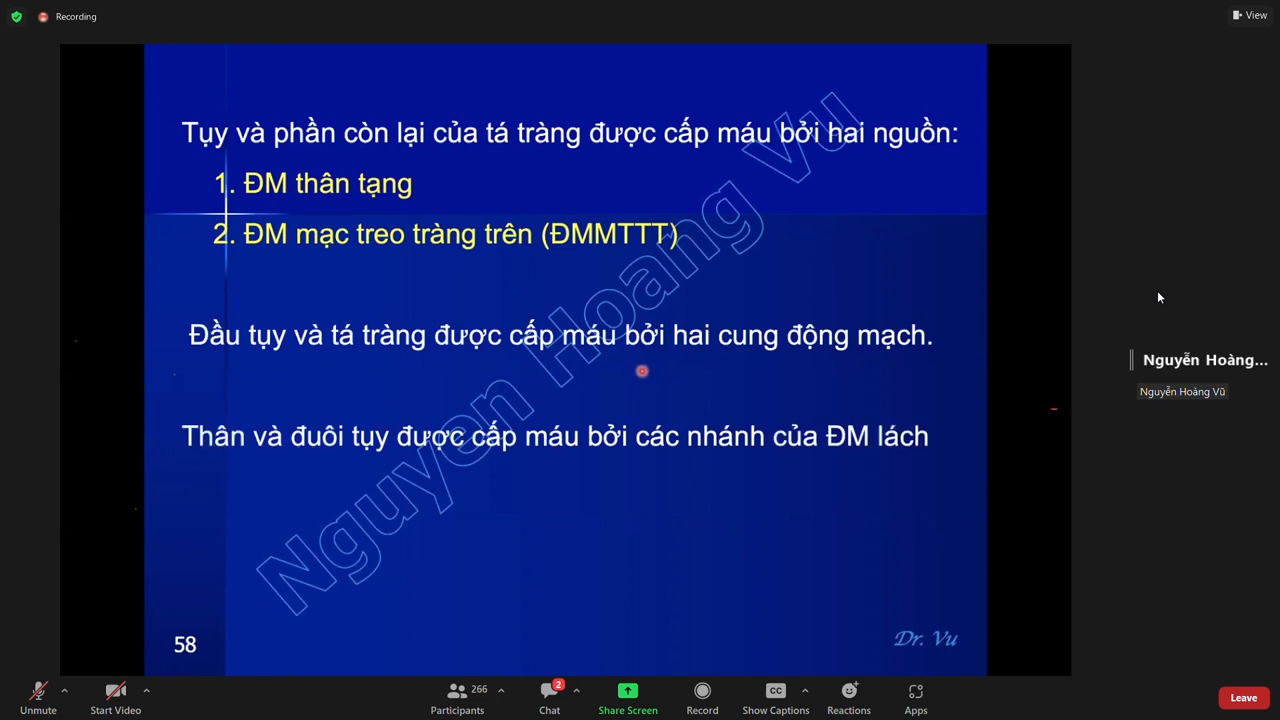 Recording
View
Tụy và phần còn lại của tá tràng được cấp máu bởi hai nguồn:
1. ĐM thân tạng
2. ĐM mạc treo tràng trên (ĐMMTTT)
Đầu tụy và tá tràng được cấp máu bởi hai cung động mạch.
Thân và đuôi tụy được cấp máu bởi các nhánh của ĐM lách
Nguyen Hoang Vu
58
Dr. Vu
Nguyễn Hoàng...
Nguyễn Hoàng Vũ
Unmute
Start Video
266
Participants
2
Chat
Share Screen
Record
CC
Show Captions
Reactions
Apps
Leave